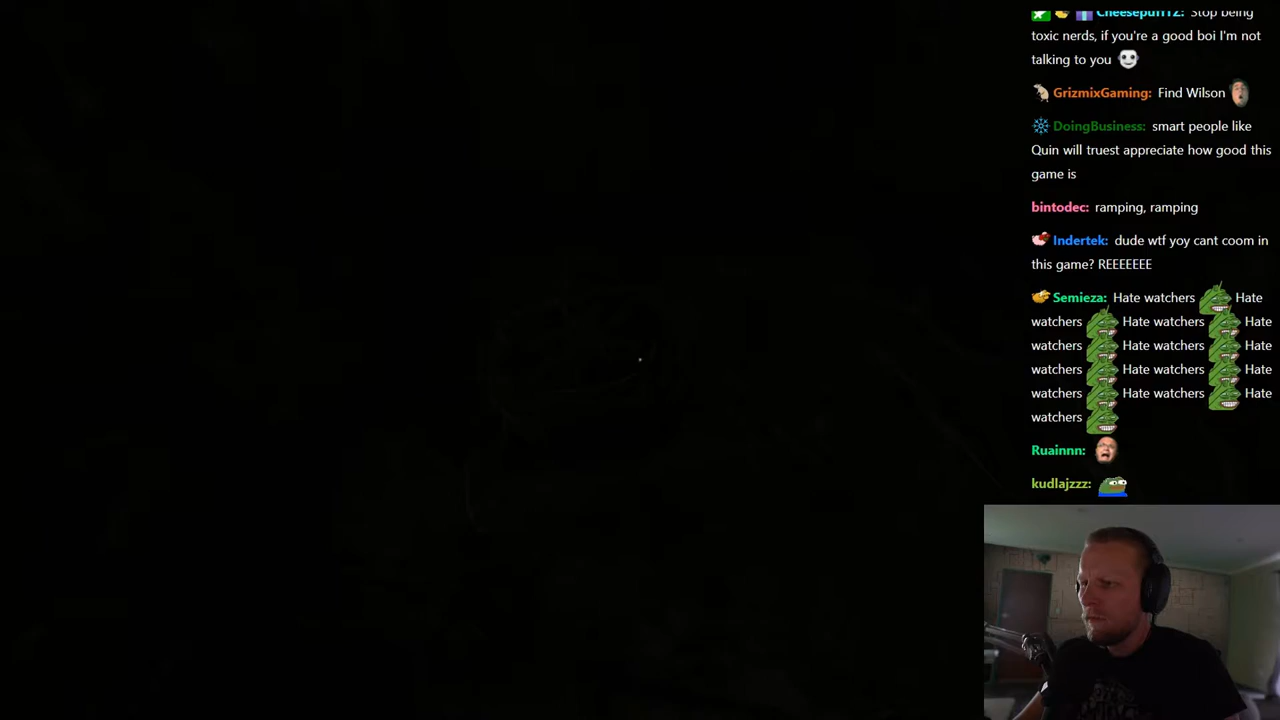 Cheesepuff12: Stop being
toxic nerds, if you're a good boi I'm not
talking to you
GrizmixGaming: Find Wilson
DoingBusiness: smart people like
Quin will truest appreciate how good this
game is
bintodec: ramping, ramping
Indertek: dude wtf yoy cant coom in
this game? REEEEEEE
Semieza: Hate watchers Hate
watchers Hate watchers Hate
watchers Hate watchers Hate
watchers Hate watchers Hate
watchers Hate watchers Hate
watchers
Ruainnn:
kudlajzzz: